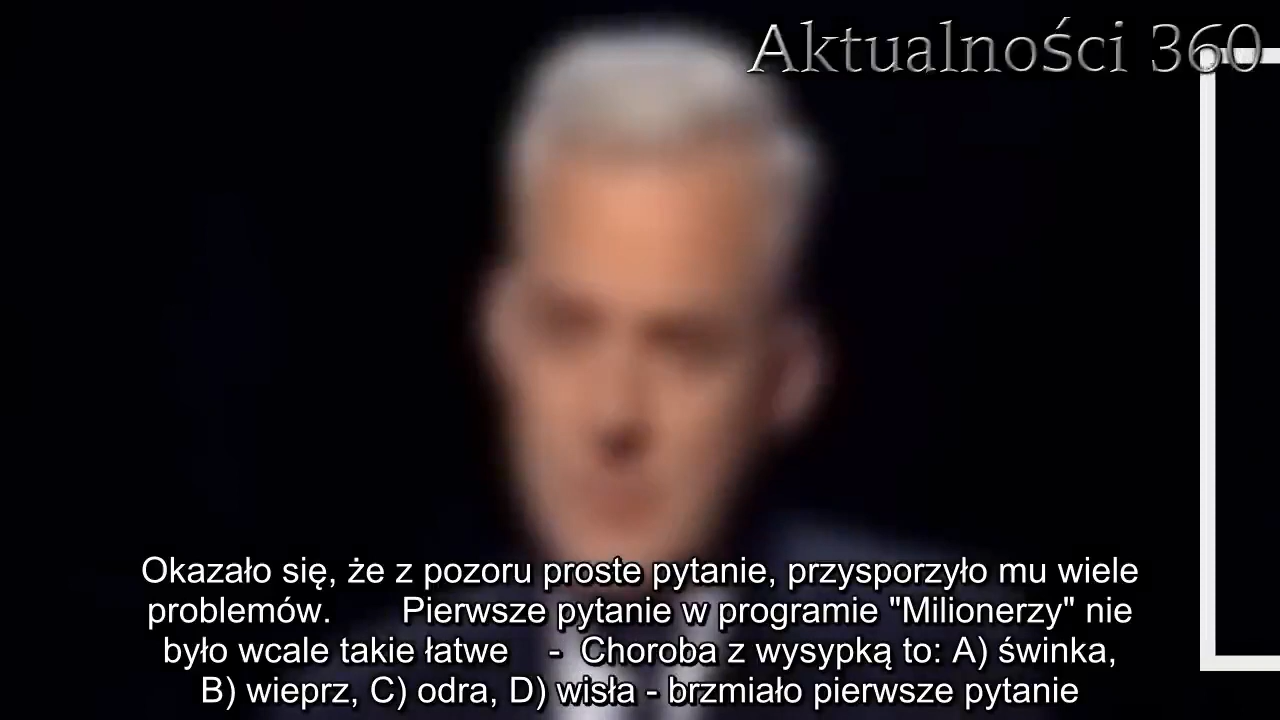 Aktualności 360
Okazało się, że z pozoru proste pytanie, przysporzyło mu wiele
problemów. Pierwsze pytanie w programie "Milionerzy" nie
było wcale takie łatwe - Choroba z wysypką to: A) świnka,
B) wieprz, C) odra, D) wisła - brzmiało pierwsze pytanie